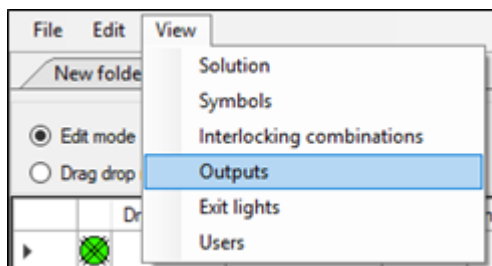 File Edit View
New folde
Solution
Symbols
Edit mode
Interlocking combinations
Drag drop
Outputs
Dr
Exit lights
Users